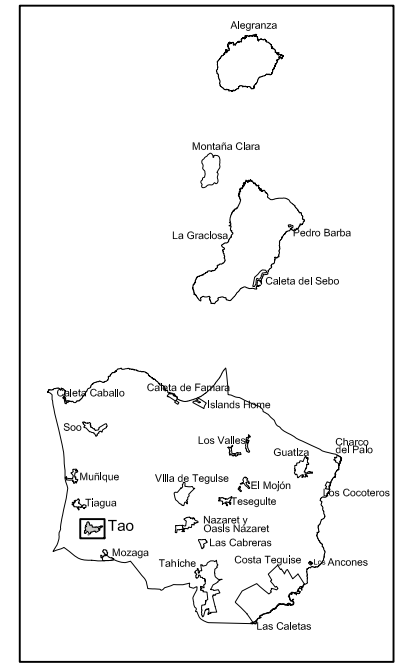 Alegranza
Montaña Clara
La Graciosa
Pedro Barba
Caleta del Sebo
Caleta Caballo
Caleta de Famara
Islands Home
Soo
Los Valles
Charco
del Palo
Guatiza
Muñique
Villa de Teguise
El Mojón
Los Cocoteros
Tiagua
Teseguite
Tao
Nazaret y
Oasis Nazaret
Las Cabreras
Mozaga
Tahiche
Costa Teguise
Los Ancones
Las Caletas